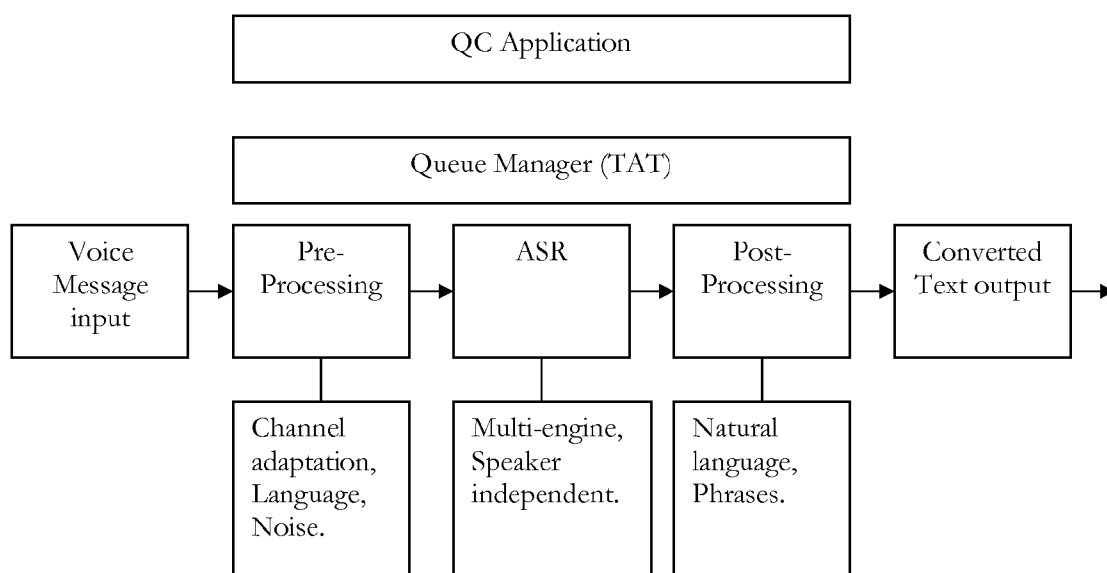 QC Application
Queue Manager (TAT)
Voice
Message
input
Pre-
Processing
ASR
Post-
Processing
Converted
Text output
Channel
adaptation,
Language,
Noise.
Multi-engine,
Speaker
independent.
Natural
language,
Phrases.